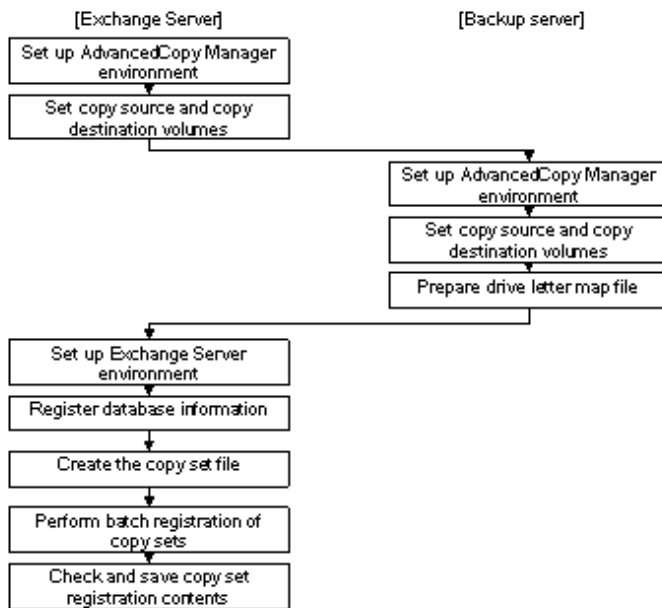 [Exchange Server]
[Backup server]
Set up AdvancedCopy Manager
environment
Set copy source and copy
destination volumes
Set up AdvancedCopy Manager
environment
Set copy source and copy
destination volumes
Prepare drive letter map file
Set up Exchange Server
environment
Register database information
Create the copy set file
Perform batch registration of
copy sets
Check and save copy set
registration contents